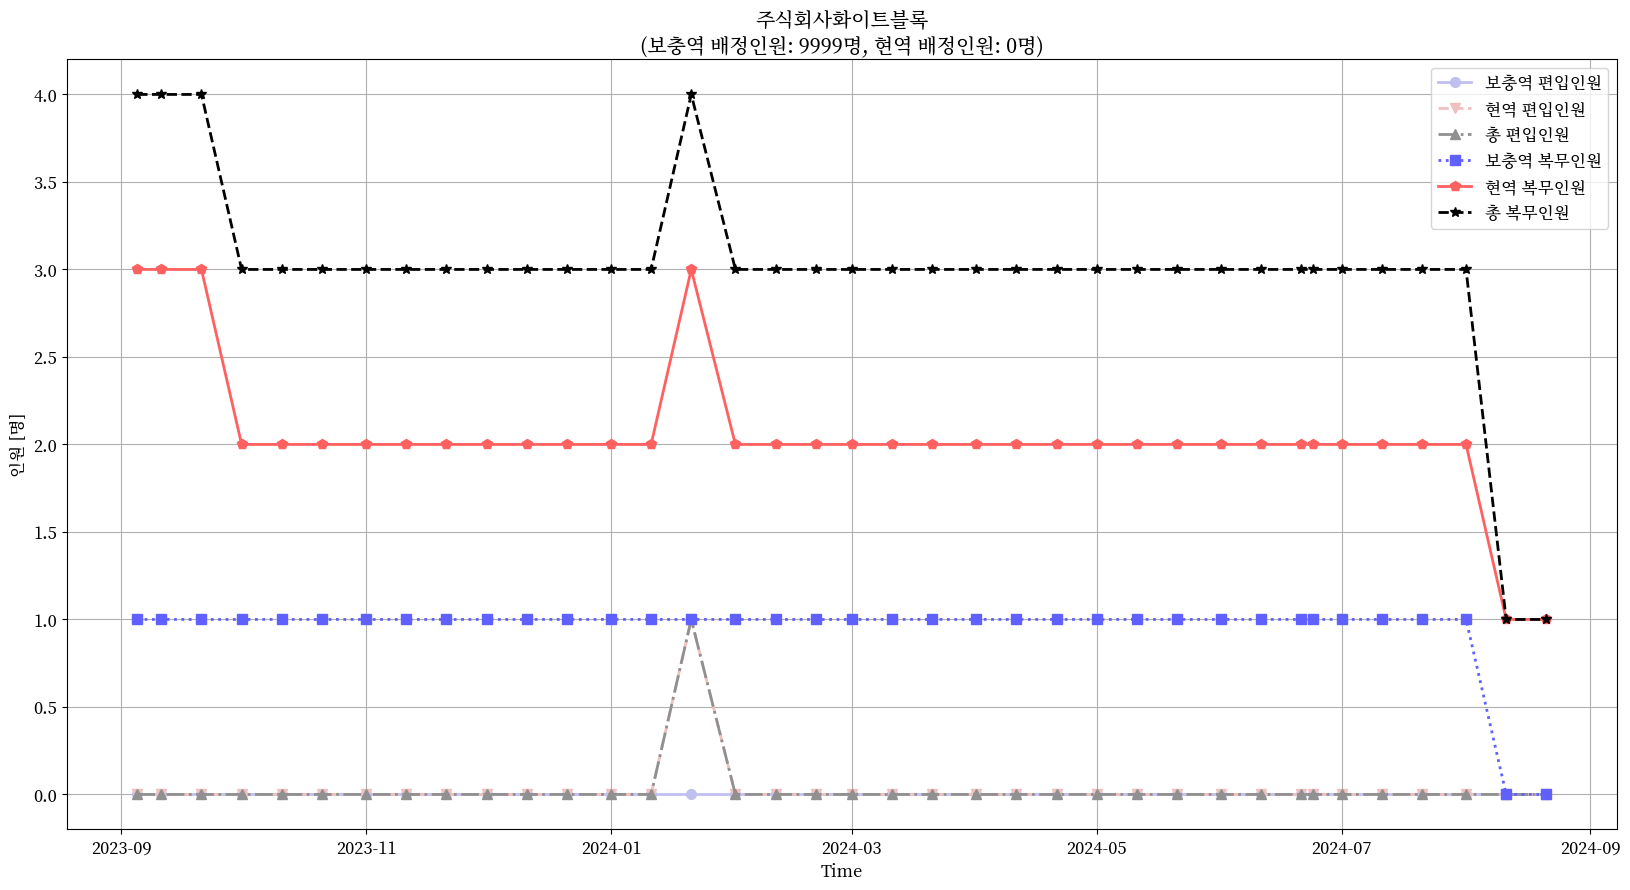 주식회사화이트블록
(보충역 배정인원: 9999명, 현역 배정인원: 0명)
보충역 편입인원
현역 편입인원
총 편입인원
보충역 복무인원
현역 복무인원
총 복무인원
인원 [명]
4.0
3.5
3.0
2.5
2.0
1.5
1.0
0.5
0.0
2023-09
2023-11
2024-01
2024-03
2024-05
2024-07
2024-09
Time